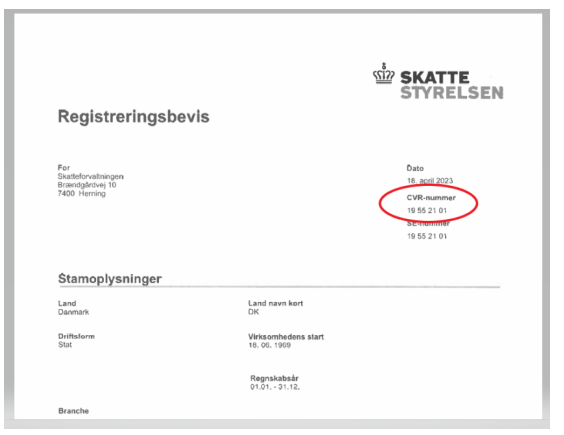 SKATTE
STYRELSEN
Registreringsbevis
For
Skatteforvaltningen
Brændgårdvej 10
7400 Herning
Dato
18. april 2023
CVR-nummer
19 55 21 01
SE-nummer
19 55 21 01
Stamoplysninger
Land
Danmark
Land navn kort
DK
Driftsform
Stat
Virksomhedens start
18. 06. 1969
Regnskabsår
01.01. - 31.12.
Branche